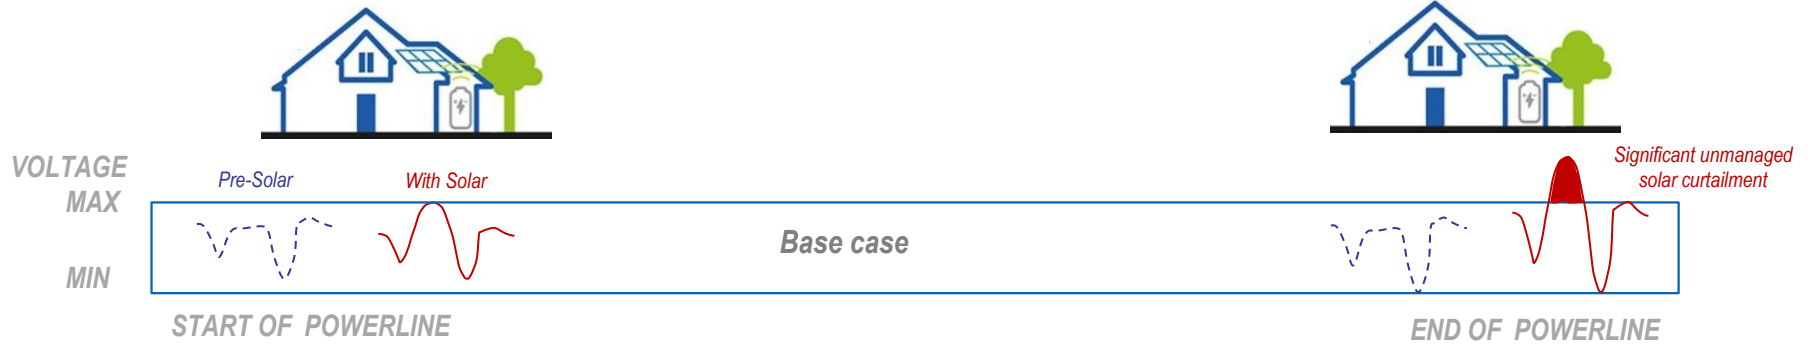 VOLTAGE
MAX
Pre-Solar
With Solar
Significant unmanaged
solar curtailment
Base case
MIN
START OF POWERLINE
END OF POWERLINE